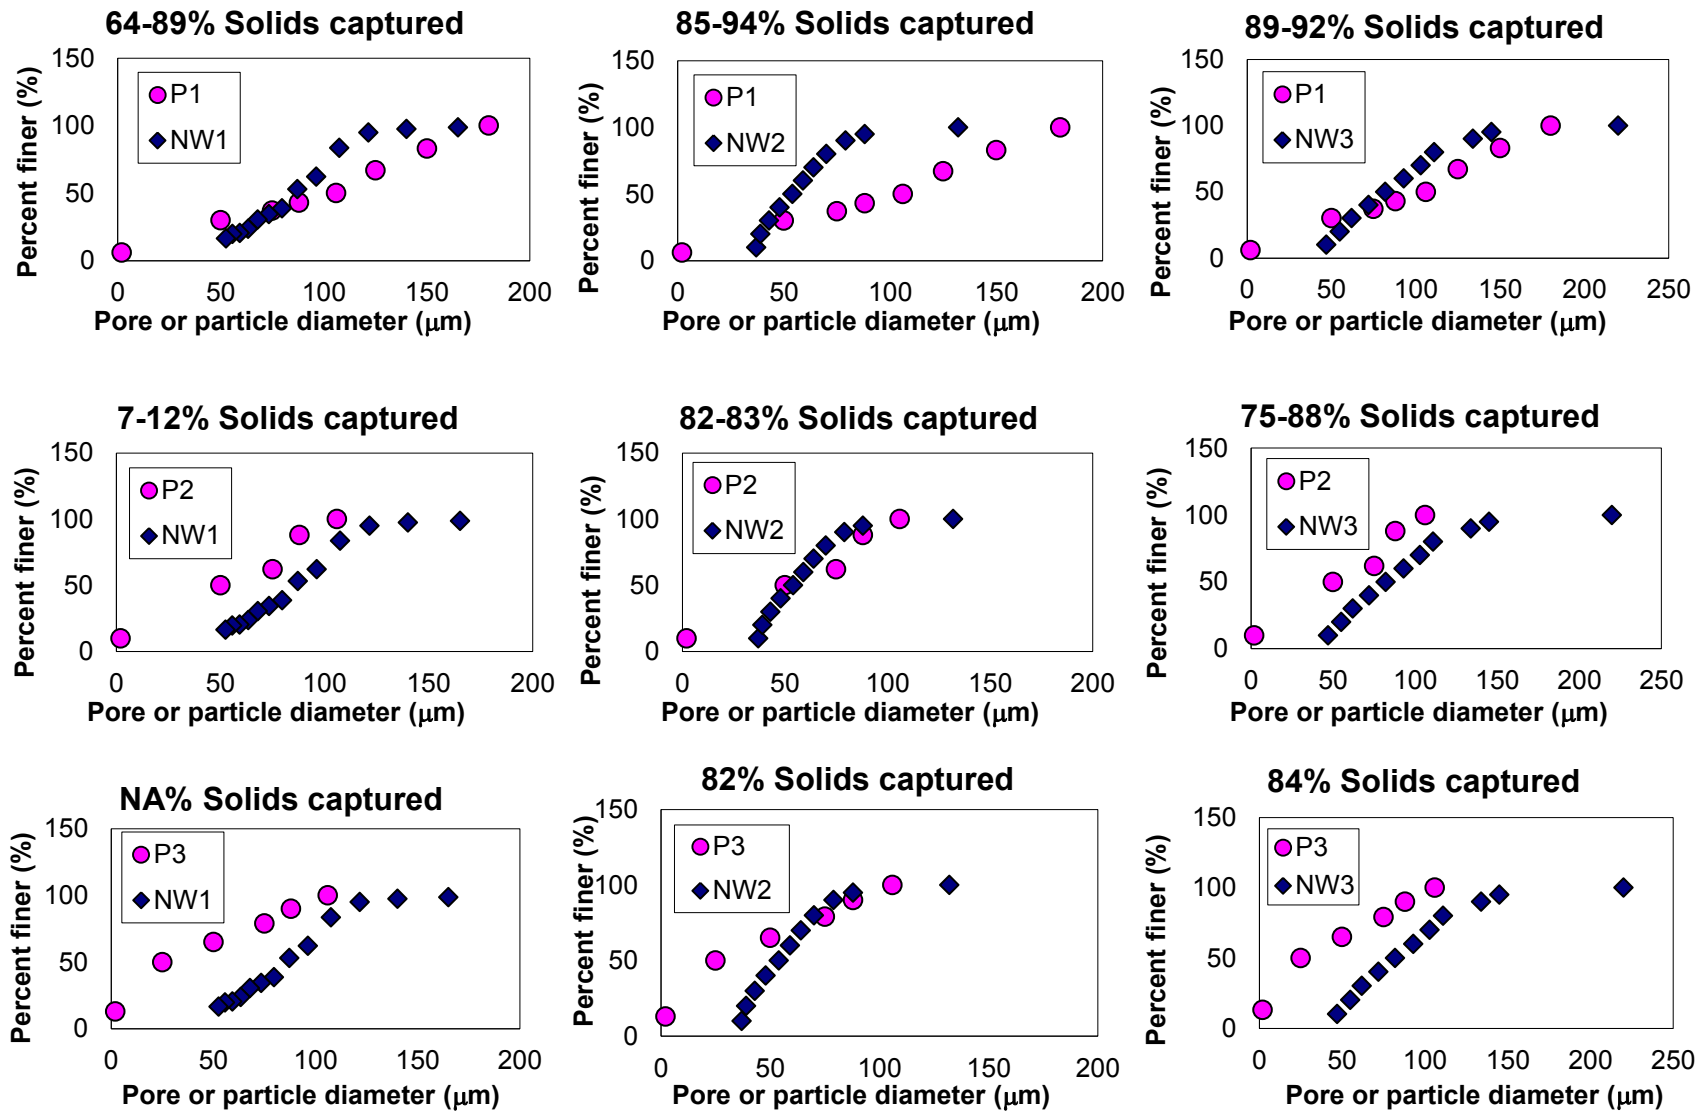 64-89% Solids captured
Percent finer (%)
150
100
50
0
P1
NW1
0 50 100 150 200
Pore or particle diameter (μm)
85-94% Solids captured
Percent finer (%)
150
100
50
0
P1
NW2
0 50 100 150 200
Pore or particle diameter (μm)
89-92% Solids captured
Percent finer (%)
150
100
50
0
P1
NW3
0 50 100 150 200 250
Pore or particle diameter (μm)
7-12% Solids captured
Percent finer (%)
150
100
50
0
P2
NW1
0 50 100 150 200
Pore or particle diameter (μm)
82-83% Solids captured
Percent finer (%)
150
100
50
0
P2
NW2
0 50 100 150 200
Pore or particle diameter (μm)
75-88% Solids captured
Percent finer (%)
150
100
50
0
P2
NW3
0 50 100 150 200 250
Pore or particle diameter (μm)
NA% Solids captured
Percent finer (%)
150
100
50
0
P3
NW1
0 50 100 150 200
Pore or particle diameter (μm)
82% Solids captured
Percent finer (%)
150
100
50
0
P3
NW2
0 50 100 150 200
Pore or particle diameter (μm)
84% Solids captured
Percent finer (%)
150
100
50
0
P3
NW3
0 50 100 150 200 250
Pore or particle diameter (μm)